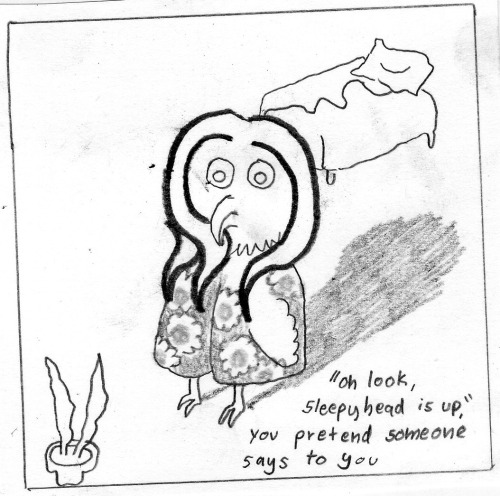 "oh look,
sleepyhead is up,"
you pretend someone
says to you